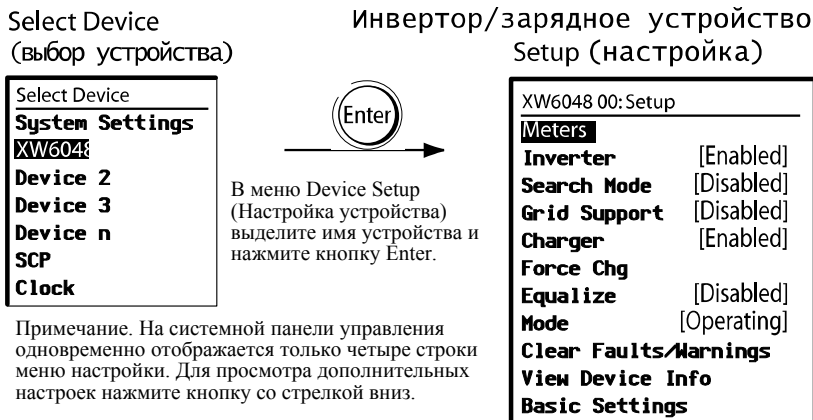 Select Device
(выбор устройства)
Select Device
System Settings
XW6048
Device 2
Device 3
Device n
SCP
Clock
Enter
В меню Device Setup
(Настройка устройства)
выделите имя устройства и
нажмите кнопку Enter.
Примечание. На системной панели управления
одновременно отображается только четыре строки
меню настройки. Для просмотра дополнительных
настроек нажмите кнопку со стрелкой вниз.
Инвертор/зарядное устройство
Setup (настройка)
XW6048 00: Setup
Meters
Inverter [Enabled]
Search Mode [Disabled]
Grid Support [Disabled]
Charger [Enabled]
Force Chg
Equalize [Disabled]
Mode [Operating]
Clear Faults/Warnings
View Device Info
Basic Settings